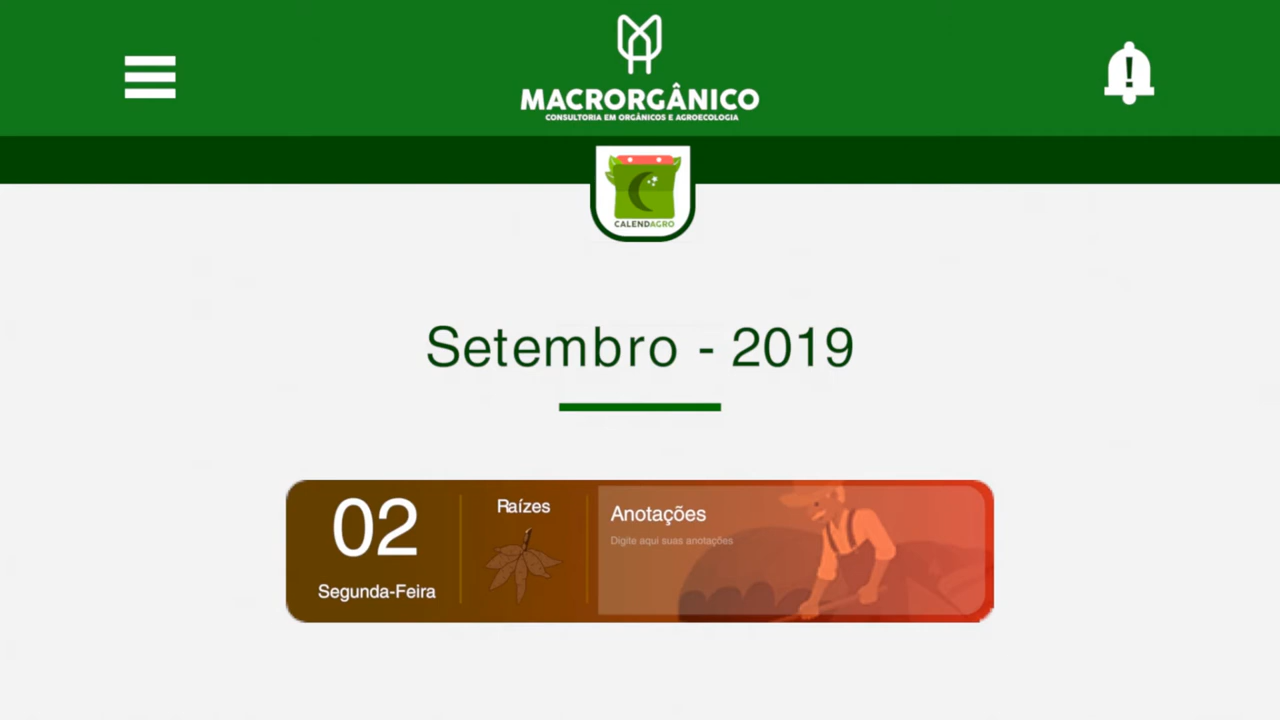 MACRORGÂNICO
CONSULTORIA EM ORGÂNICOS E AGROECOLOGIA
CALENDAGRO
Setembro - 2019
02
Segunda-Feira
Raízes
Anotações
Digite aqui suas anotações